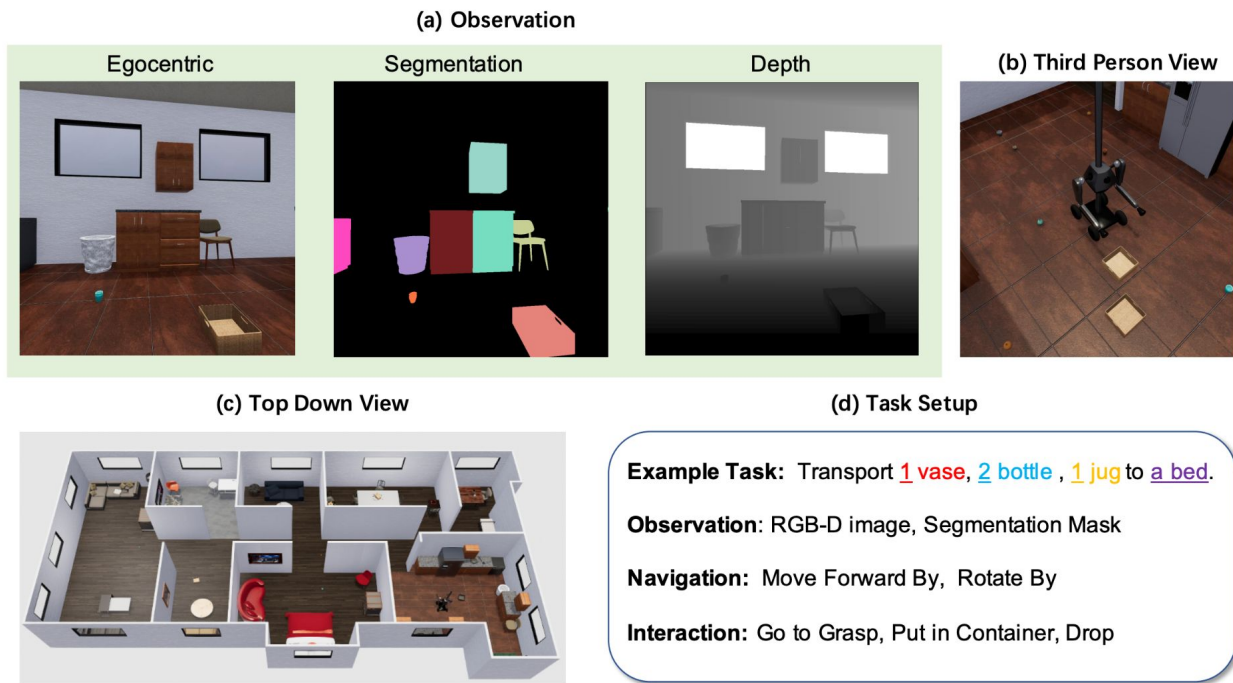 (a) Observation
Egocentric
Segmentation
Depth
(b) Third Person View
(c) Top Down View
(d) Task Setup
Example Task: Transport 1 vase, 2 bottle , 1 jug to a bed.
Observation: RGB-D image, Segmentation Mask
Navigation: Move Forward By, Rotate By
Interaction: Go to Grasp, Put in Container, Drop